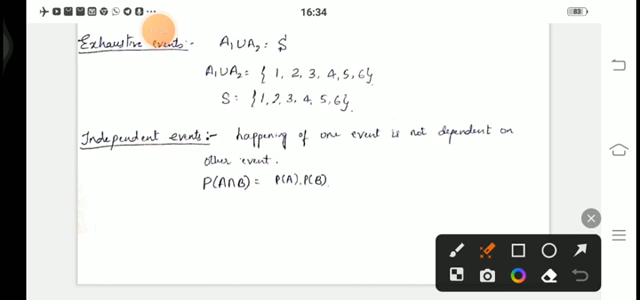 16:34
83
Exhaustive events:- A₁UA₂ = S
A₁UA₂ = { 1, 2, 3, 4, 5, 6}
S = {1, 2, 3, 4, 5, 6}
Independent events:- happening of one event is not dependent on
other event.
P(A∩B) = P(A).P(B).